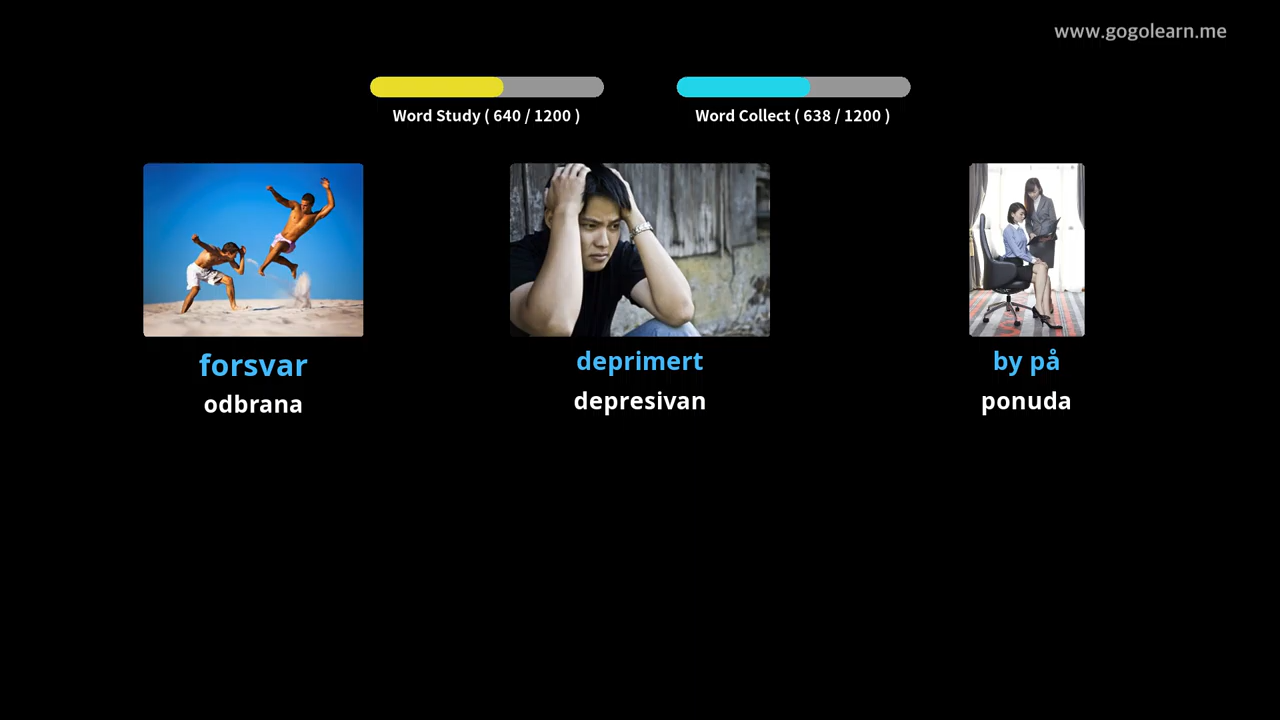 www.gogolearn.me
Word Study ( 640 / 1200 )
Word Collect ( 638 / 1200 )
forsvar
odbrana
deprimert
depresivan
by på
ponuda